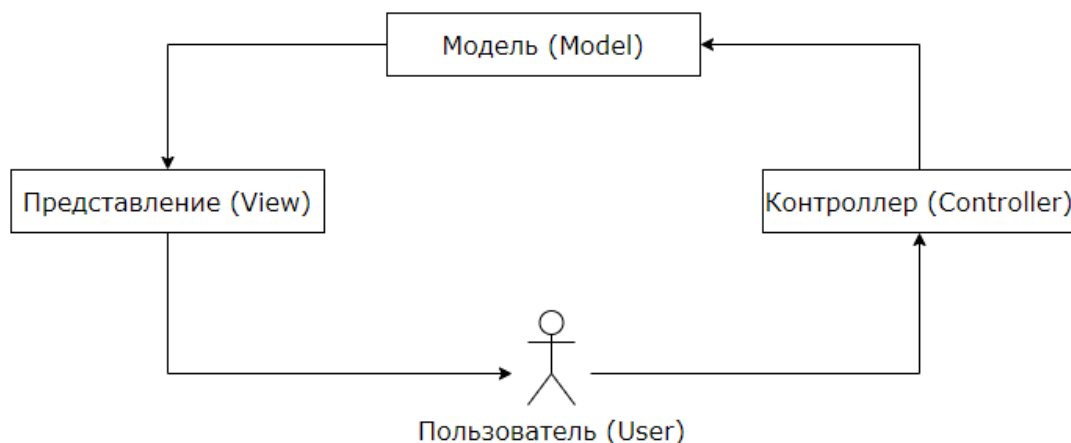 Модель (Model)
Представление (View)
Контроллер (Controller)
Пользователь (User)